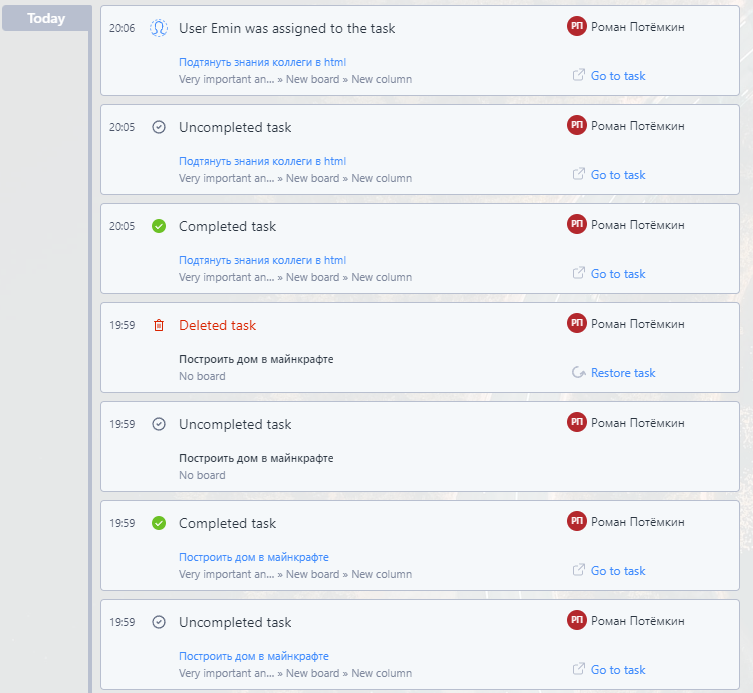 Today
20:06 User Emin was assigned to the task РП Роман Потёмкин
Подтянуть знания коллеги в html
Very important an... » New board » New column Go to task
20:05 Uncompleted task РП Роман Потёмкин
Подтянуть знания коллеги в html
Very important an... » New board » New column Go to task
20:05 Completed task РП Роман Потёмкин
Подтянуть знания коллеги в html
Very important an... » New board » New column Go to task
19:59 Deleted task РП Роман Потёмкин
Построить дом в майнкрафте
No board Restore task
19:59 Uncompleted task РП Роман Потёмкин
Построить дом в майнкрафте
No board
19:59 Completed task РП Роман Потёмкин
Построить дом в майнкрафте
Very important an... » New board » New column Go to task
19:59 Uncompleted task РП Роман Потёмкин
Построить дом в майнкрафте
Very important an... » New board » New column Go to task